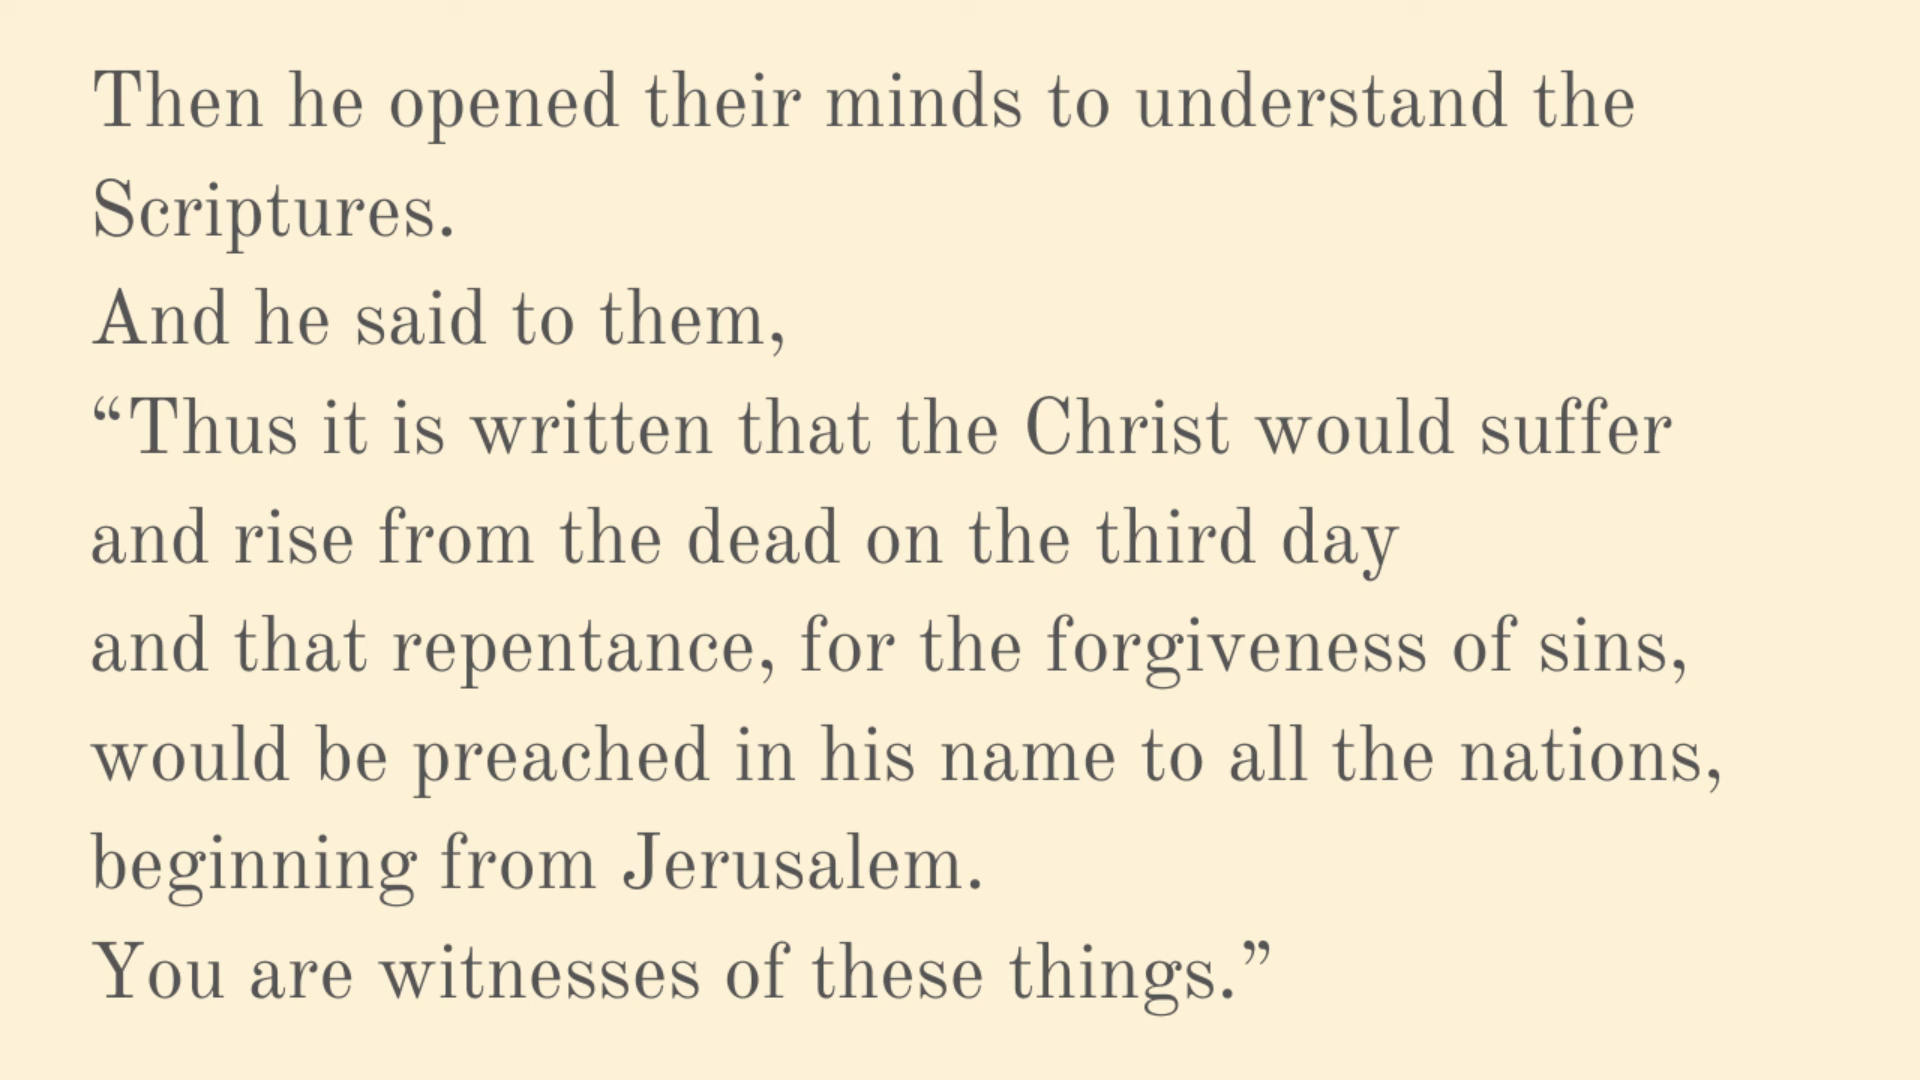 Then he opened their minds to understand the
Scriptures.
And he said to them,
“Thus it is written that the Christ would suffer
and rise from the dead on the third day
and that repentance, for the forgiveness of sins,
would be preached in his name to all the nations,
beginning from Jerusalem.
You are witnesses of these things.”